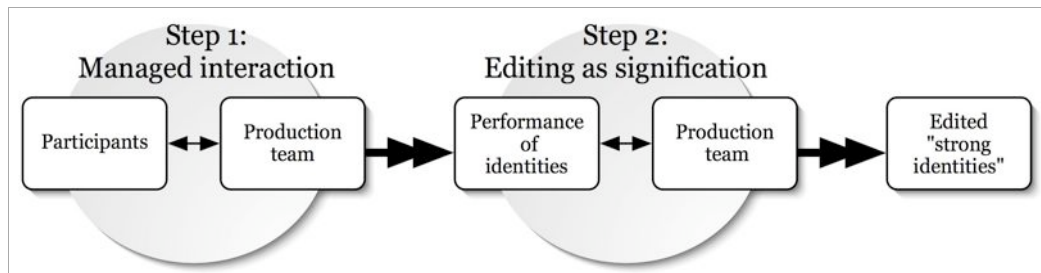 Step 1:
Managed interaction
Participants
Production
team
Step 2:
Editing as signification
Performance
of
identities
Production
team
Edited
"strong
identities"